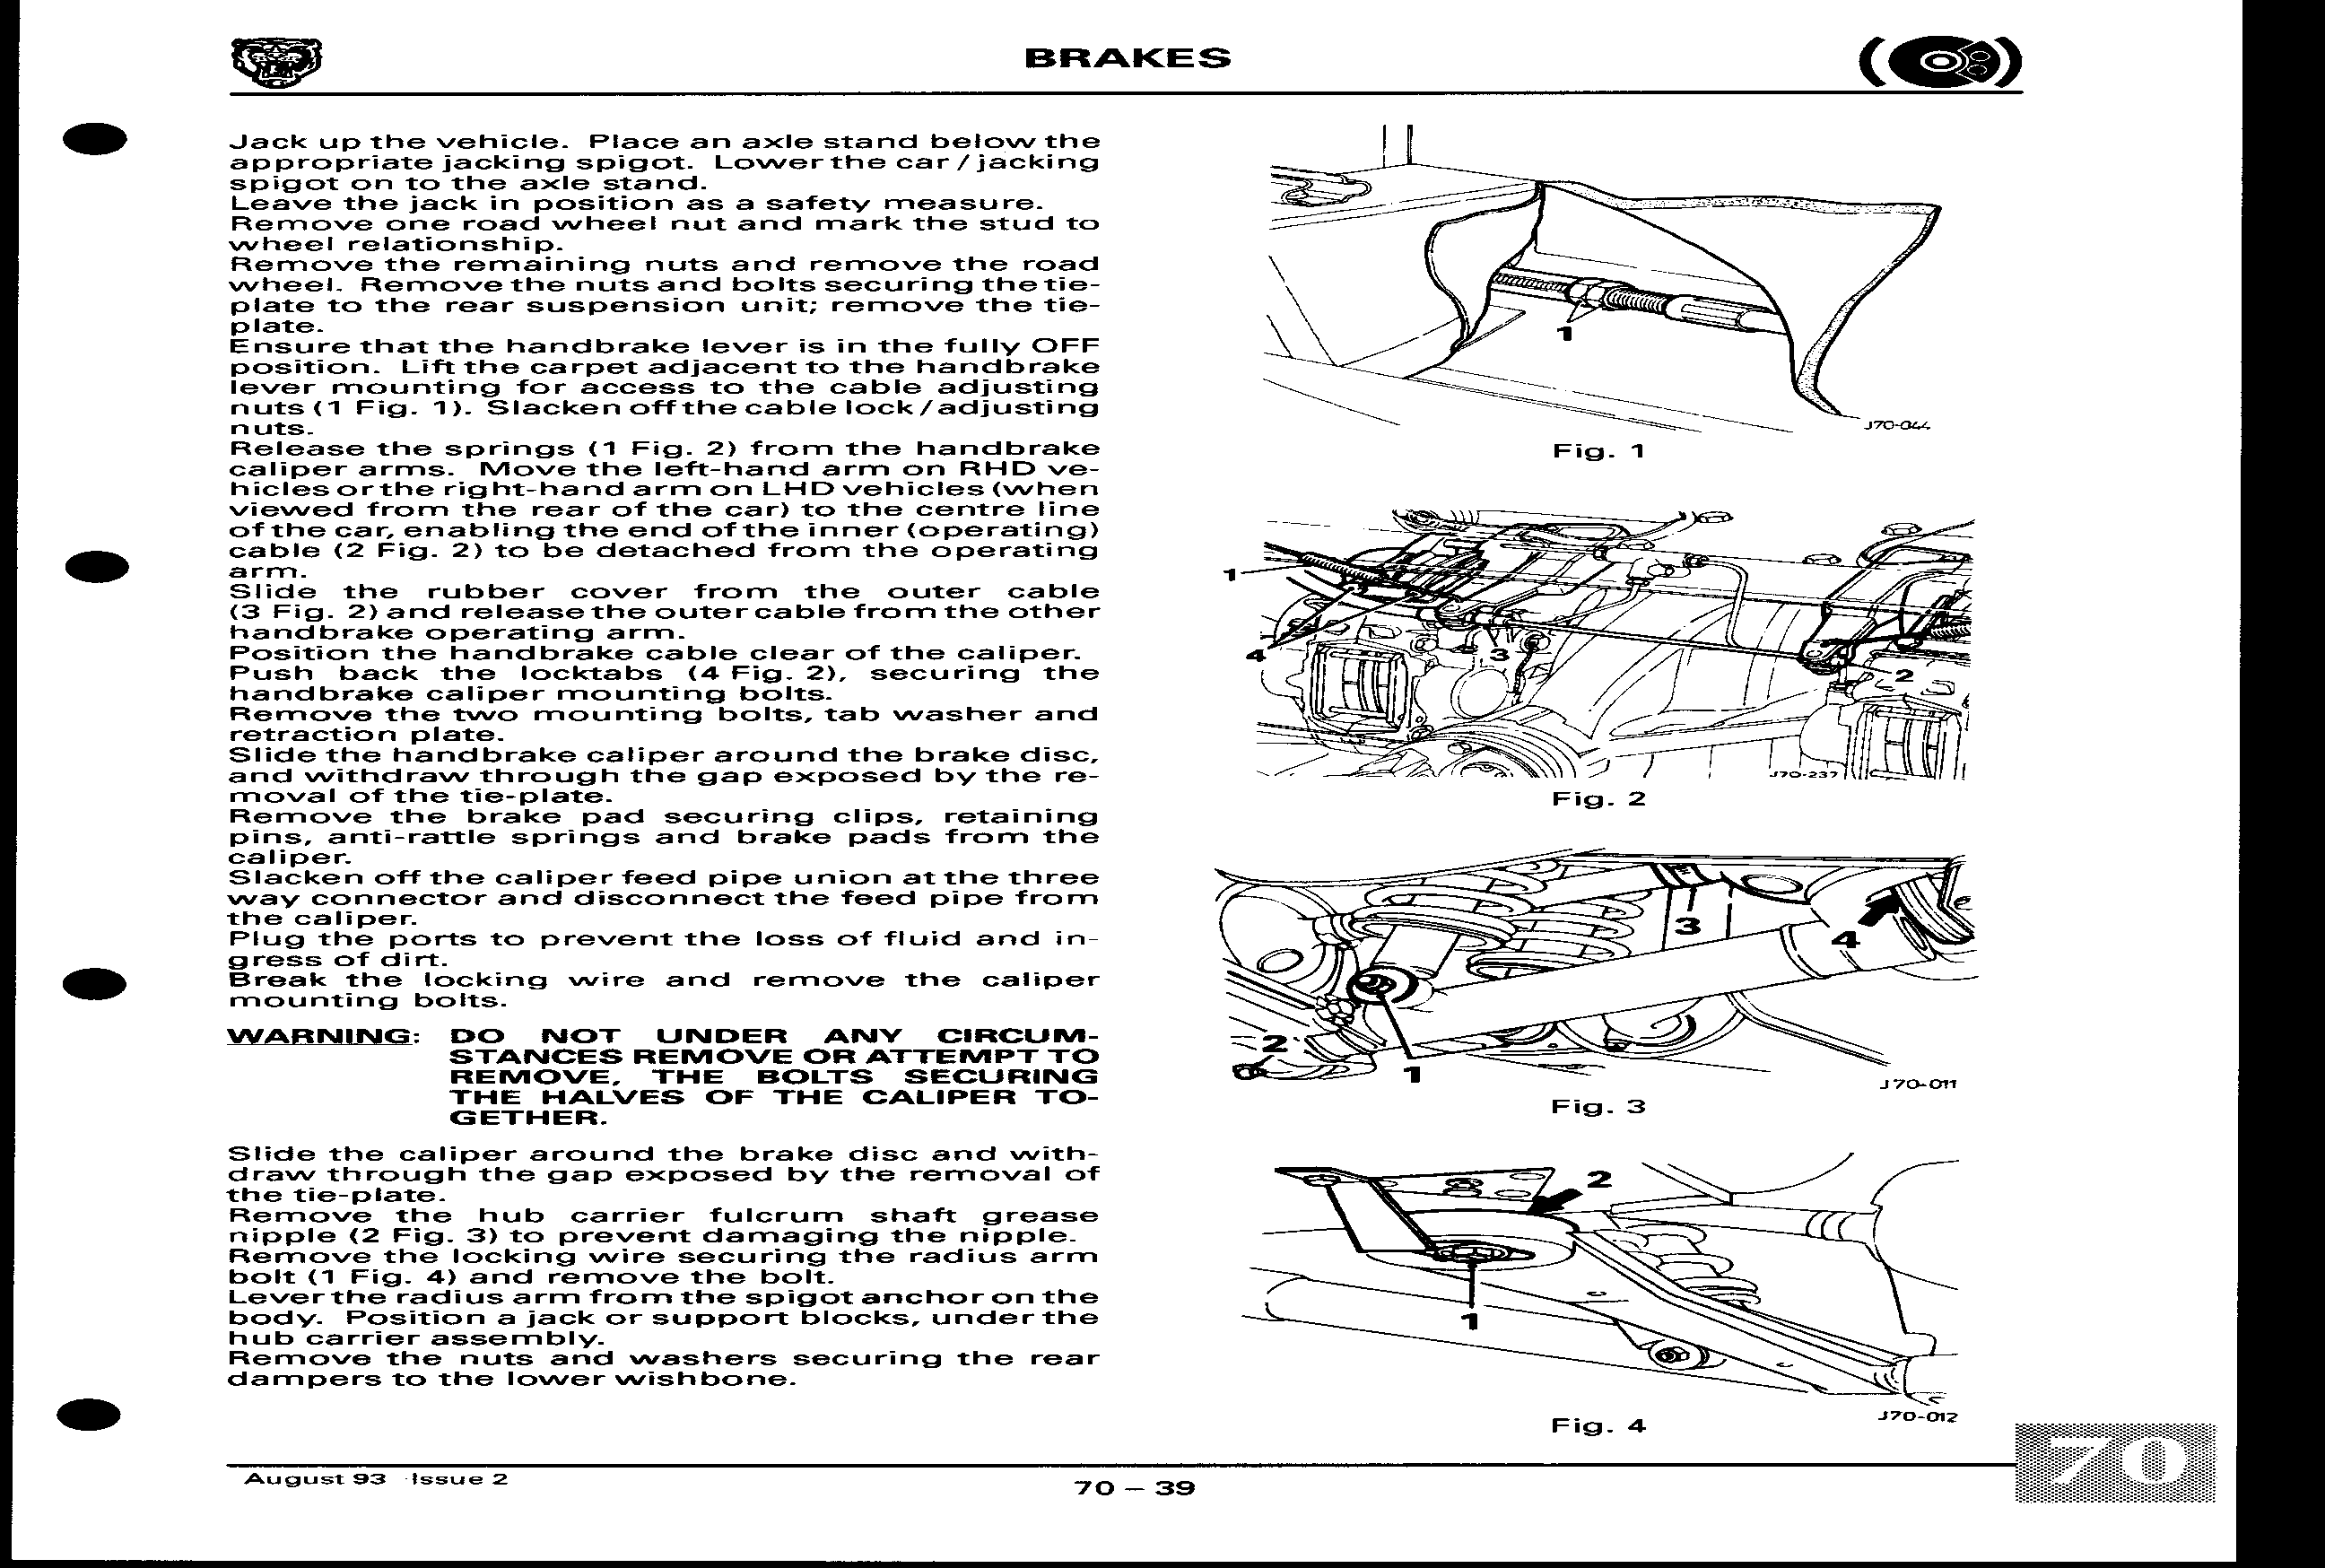 BRAKES
Jack up the vehicle. Place an axle stand below the
appropriate jacking spigot. Lower the car / jacking
spigot on to the axle stand.
Leave the jack in position as a safety measure.
Remove one road wheel nut and mark the stud to
wheel relationship.
Remove the remaining nuts and remove the road
wheel. Remove the nuts and bolts securing the tie-
plate to the rear suspension unit; remove the tie-
plate.
Ensure that the handbrake lever is in the fully OFF
position. Lift the carpet adjacent to the handbrake
lever mounting for access to the cable adjusting
nuts (1 Fig. 1). Slacken off the cable lock / adjusting
nuts.
Release the springs (1 Fig. 2) from the handbrake
caliper arms. Move the left-hand arm on RHD ve-
hicles or the right-hand arm on LHD vehicles (when
viewed from the rear of the car) to the centre line
of the car, enabling the end of the inner (operating)
cable (2 Fig. 2) to be detached from the operating
arm.
Slide the rubber cover from the outer cable
(3 Fig. 2) and release the outer cable from the other
handbrake operating arm.
Position the handbrake cable clear of the caliper.
Push back the locktabs (4 Fig. 2), securing the
handbrake caliper mounting bolts.
Remove the two mounting bolts, tab washer and
retraction plate.
Slide the handbrake caliper around the brake disc,
and withdraw through the gap exposed by the re-
moval of the tie-plate.
Remove the brake pad securing clips, retaining
pins, anti-rattle springs and brake pads from the
caliper.
Slacken off the caliper feed pipe union at the three
way connector and disconnect the feed pipe from
the caliper.
Plug the ports to prevent the loss of fluid and in-
gress of dirt.
Break the locking wire and remove the caliper
mounting bolts.
WARNING: DO NOT UNDER ANY CIRCUM-
STANCES REMOVE OR ATTEMPT TO
REMOVE, THE BOLTS SECURING
THE HALVES OF THE CALIPER TO-
GETHER.
Slide the caliper around the brake disc and with-
draw through the gap exposed by the removal of
the tie-plate.
Remove the hub carrier fulcrum shaft grease
nipple (2 Fig. 3) to prevent damaging the nipple.
Remove the locking wire securing the radius arm
bolt (1 Fig. 4) and remove the bolt.
Lever the radius arm from the spigot anchor on the
body. Position a jack or support blocks, under the
hub carrier assembly.
Remove the nuts and washers securing the rear
dampers to the lower wishbone.
1
J70-044
Fig. 1
1
4
3
2
J70-237
Fig. 2
3
4
2
1
J70-011
Fig. 3
2
1
J70-012
Fig. 4
August 93 Issue 2
70 – 39
70